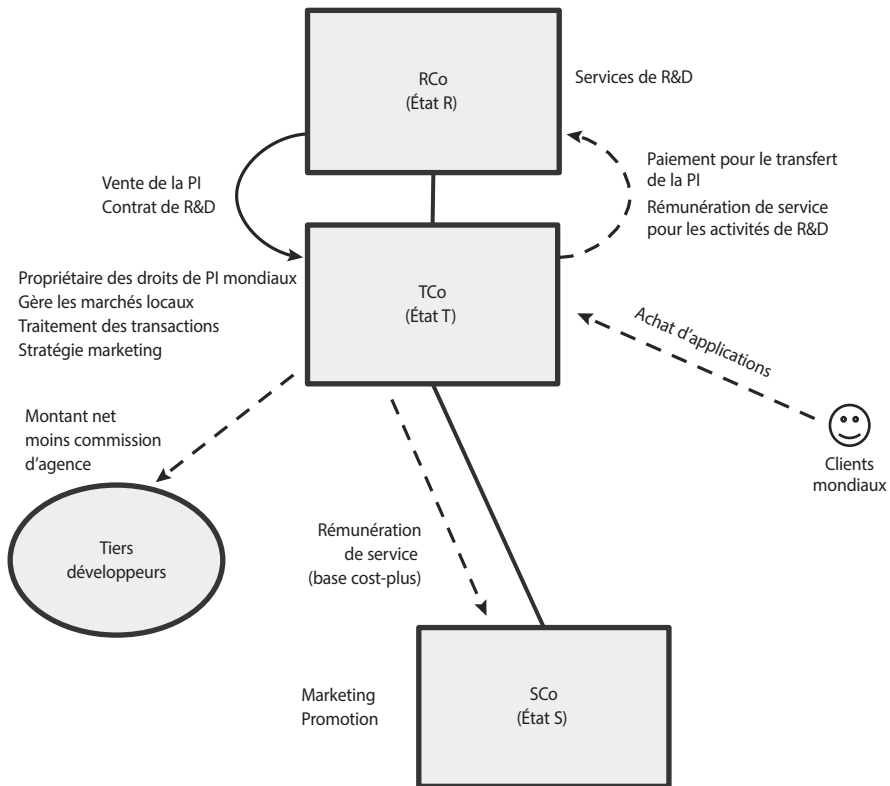 RCo
(État R)
Services de R&D
Vente de la PI
Contrat de R&D
Paiement pour le transfert
de la PI
Rémunération de service
pour les activités de R&D
Propriétaire des droits de PI mondiaux
Gère les marchés locaux
Traitement des transactions
Stratégie marketing
TCo
(État T)
Achat d’applications
Montant net
moins commission
d’agence
Clients
mondiaux
Tiers
développeurs
Rémunération
de service
(base cost-plus)
Marketing
Promotion
SCo
(État S)